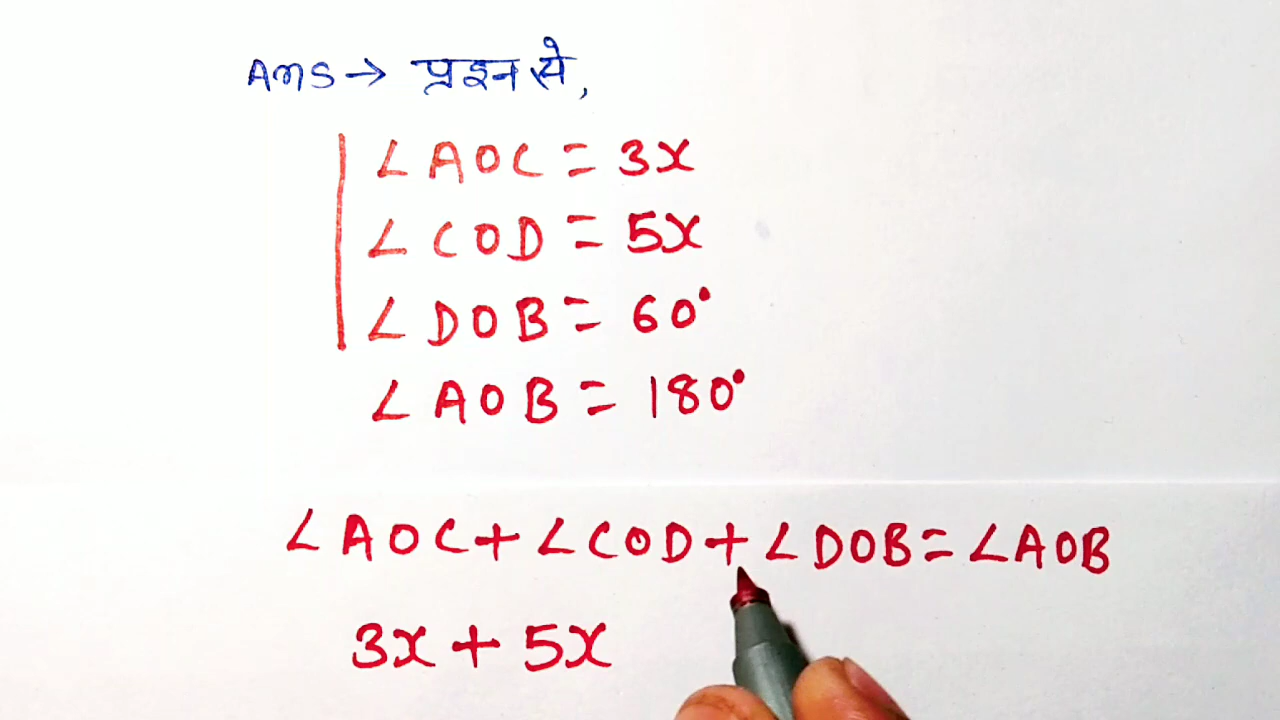 Ans → प्रश्न से,
∠AOC = 3x
∠COD = 5x
∠DOB = 60°
∠AOB = 180°
∠AOC + ∠COD + ∠DOB = ∠AOB
3x + 5x